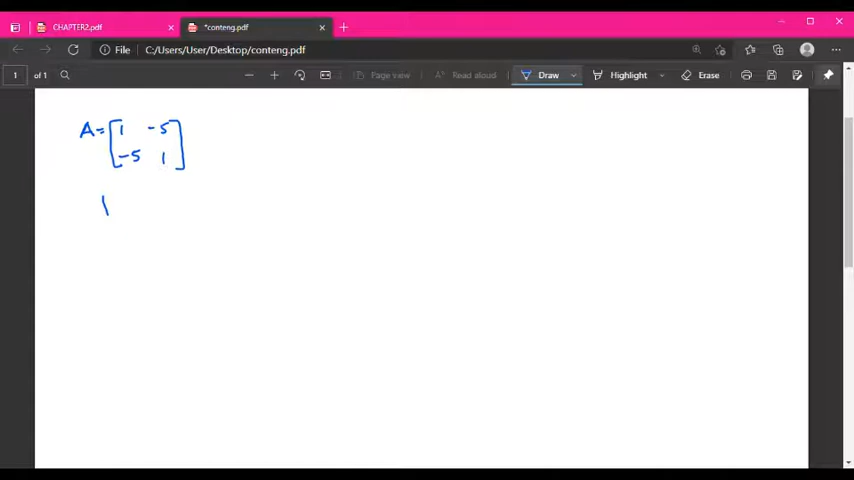 CHAPTER2.pdf
*conteng.pdf
File C:/Users/User/Desktop/conteng.pdf
1 of 1 Page view Read aloud Draw Highlight Erase
A = [ 1 -5
-5 1 ]
\